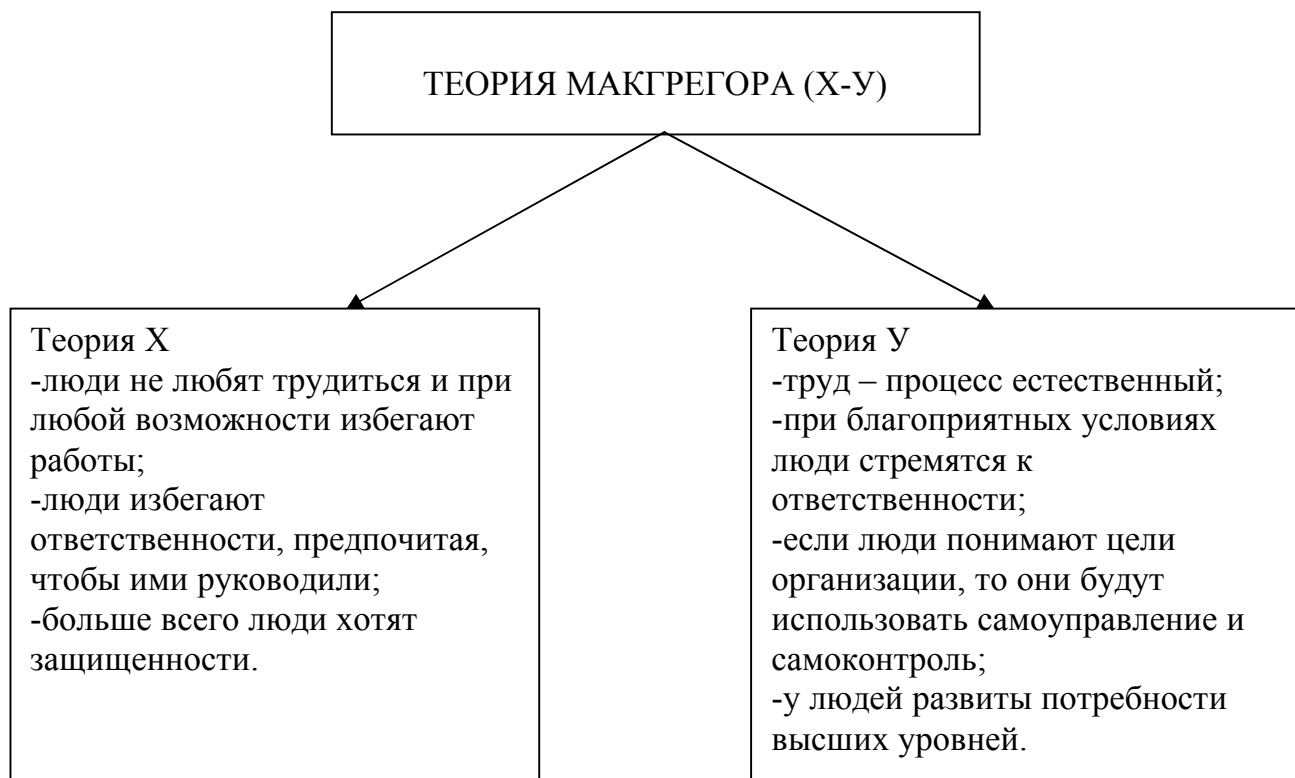 ТЕОРИЯ МАКГРЕГОРА (Х-У)
Теория Х
-люди не любят трудиться и при
любой возможности избегают
работы;
-люди избегают
ответственности, предпочитая,
чтобы ими руководили;
-больше всего люди хотят
защищенности.
Теория У
-труд – процесс естественный;
-при благоприятных условиях
люди стремятся к
ответственности;
-если люди понимают цели
организации, то они будут
использовать самоуправление и
самоконтроль;
-у людей развиты потребности
высших уровней.